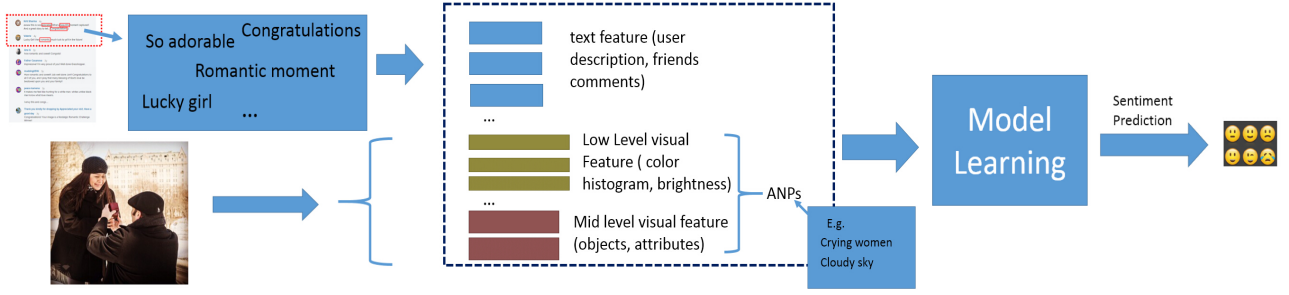 Congratulations
So adorable
Romantic moment
Lucky girl
...
text feature (user
description, friends
comments)
...
Low Level visual
Feature ( color
histogram, brightness)
...
Mid level visual feature
(objects, attributes)
ANPs
E.g.
Crying women
Cloudy sky
Model
Learning
Sentiment
Prediction